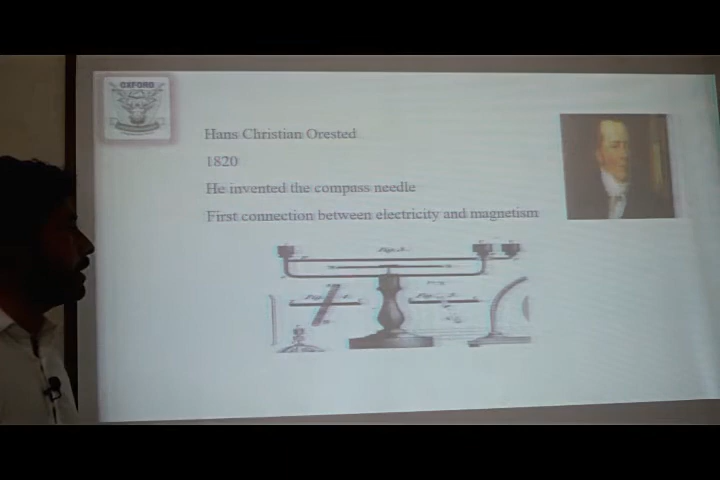 OXFORD
Hans Christian Orested
1820
He invented the compass needle
First connection between electricity and magnetism